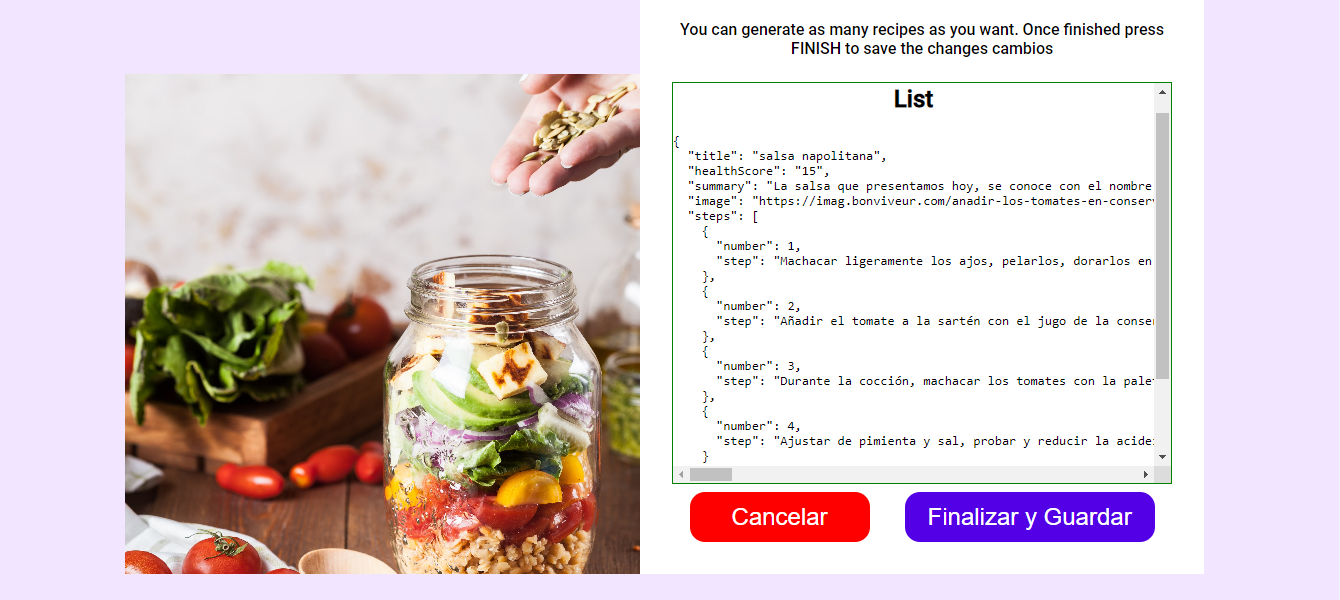 You can generate as many recipes as you want. Once finished press
FINISH to save the changes cambios
List
{
"title": "salsa napolitana",
"healthScore": "15",
"summary": "La salsa que presentamos hoy, se conoce con el nombre
"image": "https://imag.bonviveur.com/anadir-los-tomates-en-conser
"steps": [
{
"number": 1,
"step": "Machacar ligeramente los ajos, pelarlos, dorarlos en
},
{
"number": 2,
"step": "Añadir el tomate a la sartén con el jugo de la conse
},
{
"number": 3,
"step": "Durante la cocción, machacar los tomates con la pale
},
{
"number": 4,
"step": "Ajustar de pimienta y sal, probar y reducir la acide
}
Cancelar
Finalizar y Guardar